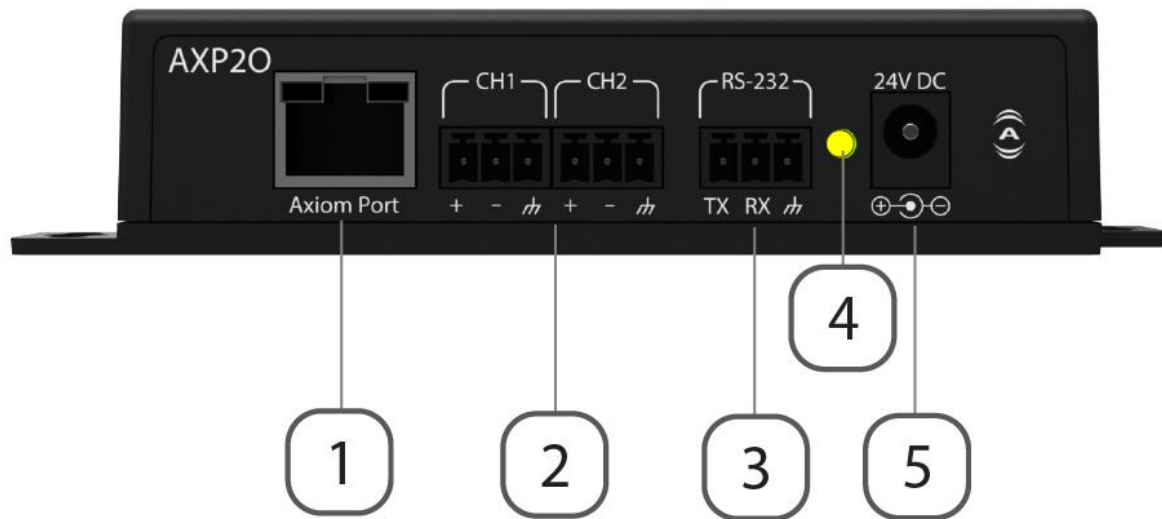 AXP2O
CH1 CH2 RS-232 24V DC
A
Axiom Port + - + - TX RX + -
4
1 2 3 5